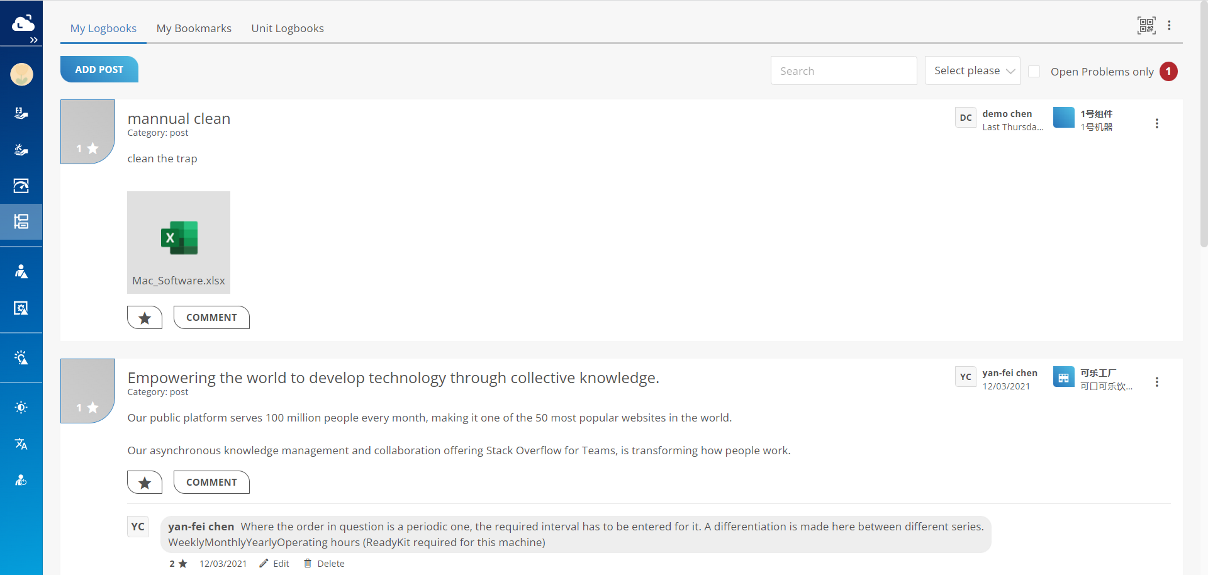 My Logbooks My Bookmarks Unit Logbooks
ADD POST Search Select please Open Problems only 1
mannual clean
Category: post
demo chen
Last Thursda...
1号组件
1号机器
1
clean the trap
Mac_Software.xlsx
COMMENT
Empowering the world to develop technology through collective knowledge.
Category: post
YC yan-fei chen
12/03/2021
可乐工厂
可口可乐饮...
1
Our public platform serves 100 million people every month, making it one of the 50 most popular websites in the world.
Our asynchronous knowledge management and collaboration offering Stack Overflow for Teams, is transforming how people work.
COMMENT
YC yan-fei chen Where the order in question is a periodic one, the required interval has to be entered for it. A differentiation is made here between different series.
WeeklyMonthlyYearlyOperating hours (ReadyKit required for this machine)
2 12/03/2021 Edit Delete